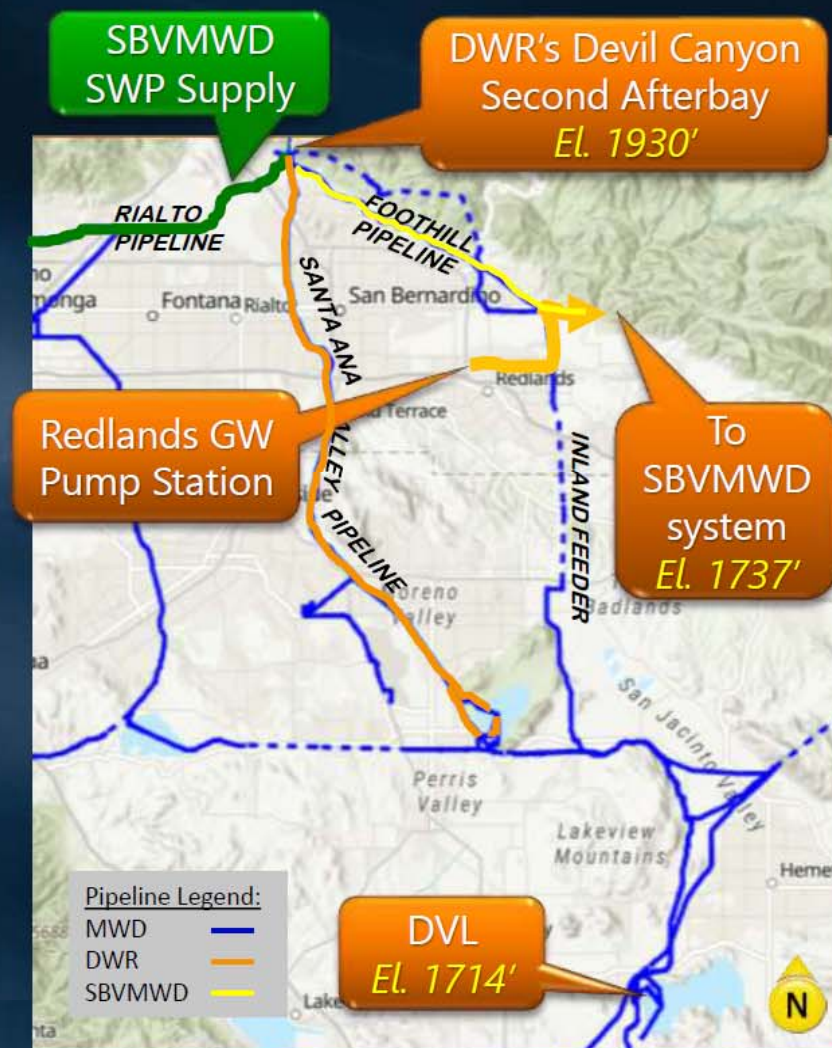 SBVMWD
SWP Supply
DWR's Devil Canyon
Second Afterbay
El. 1930'
RIALTO
PIPELINE
FOOTHILL
PIPELINE
Fontana
Rialto
San Bernardino
SANTA ANA
VALLEY PIPELINE
Redlands
Terrace
Redlands GW
Pump Station
To
SBVMWD
system
El. 1737'
INLAND FEEDER
Moreno
Valley
Badlands
San Jacinto Valley
Perris
Valley
Lakeview
Mountains
Heme
Pipeline Legend:
MWD
DWR
SBVMWD
DVL
El. 1714'
Lake
N